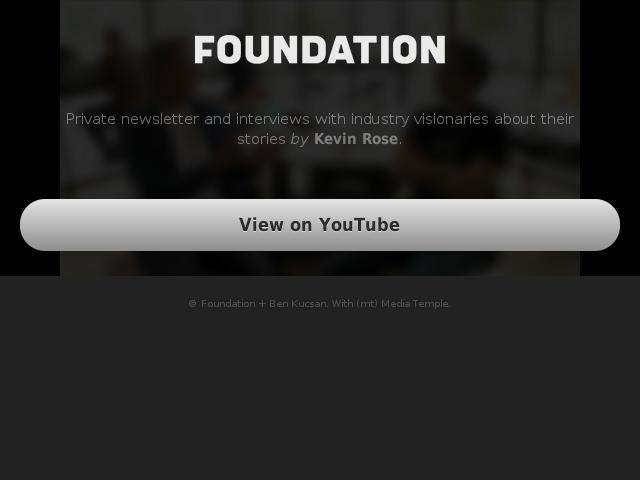 FOUNDATION
Private newsletter and interviews with industry visionaries about their
stories by Kevin Rose.
View on YouTube
© Foundation + Ben Kucsan. With (mt) Media Temple.